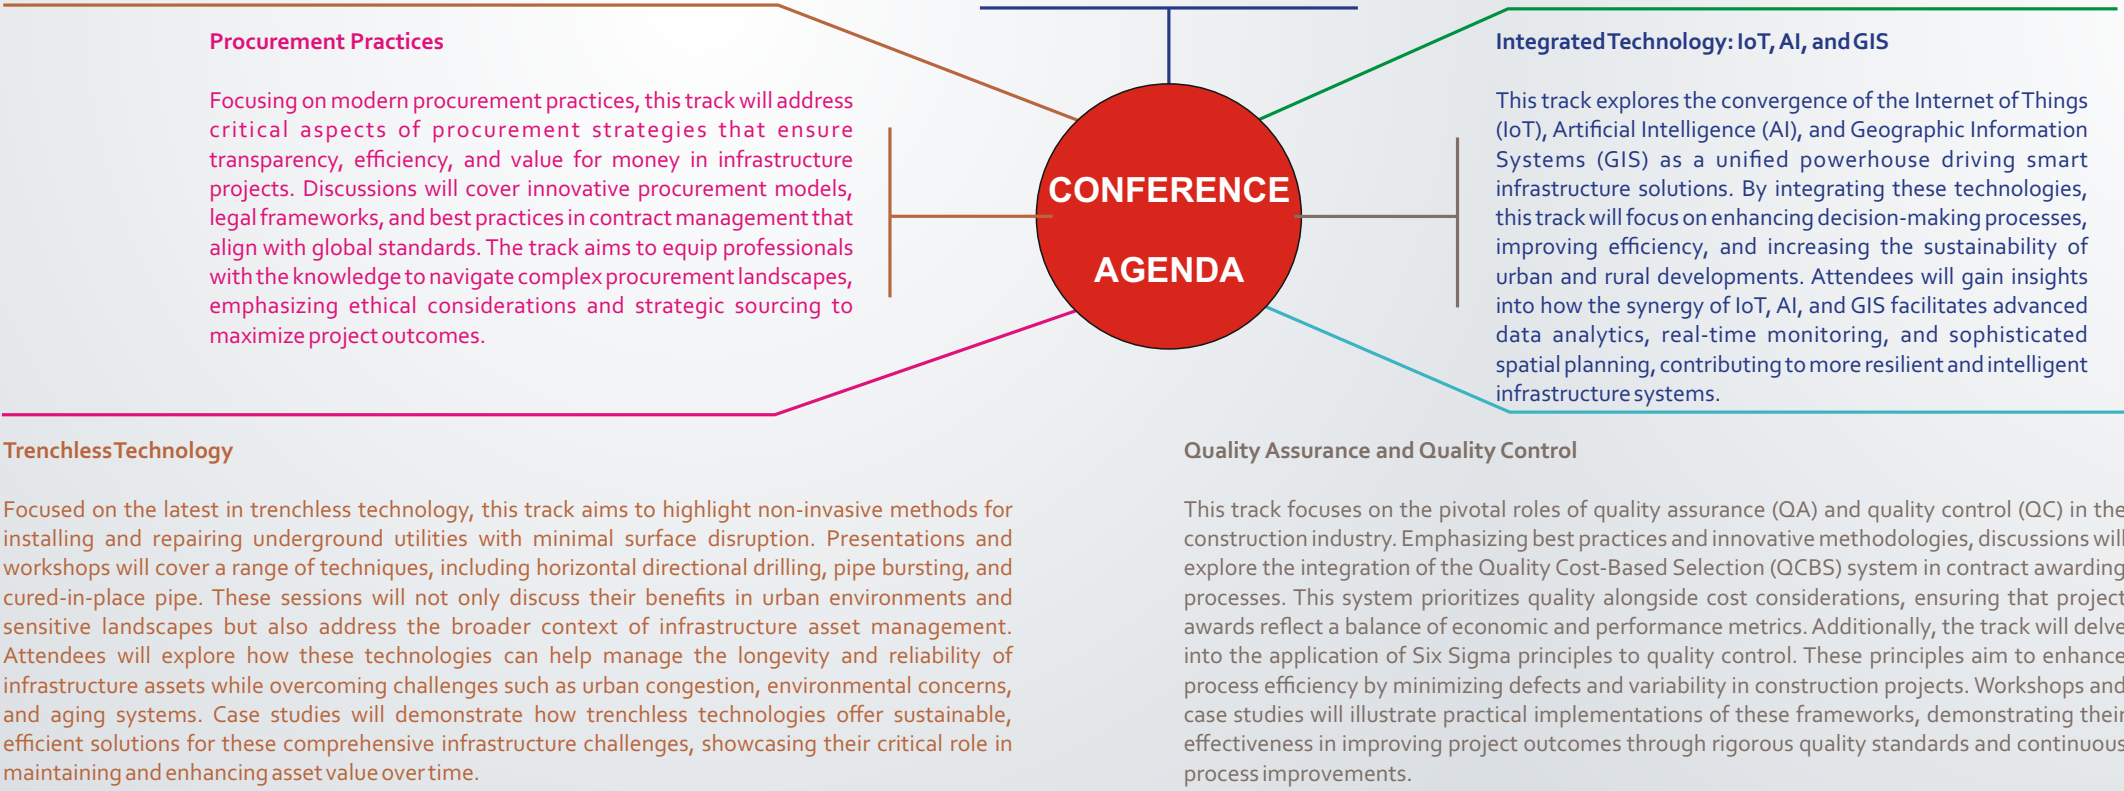 Procurement Practices
Focusing on modern procurement practices, this track will address
critical aspects of procurement strategies that ensure
transparency, efficiency, and value for money in infrastructure
projects. Discussions will cover innovative procurement models,
legal frameworks, and best practices in contract management that
align with global standards. The track aims to equip professionals
with the knowledge to navigate complex procurement landscapes,
emphasizing ethical considerations and strategic sourcing to
maximize project outcomes.
CONFERENCE
AGENDA
Integrated Technology: IoT, AI, and GIS
This track explores the convergence of the Internet of Things
(IoT), Artificial Intelligence (AI), and Geographic Information
Systems (GIS) as a unified powerhouse driving smart
infrastructure solutions. By integrating these technologies,
this track will focus on enhancing decision-making processes,
improving efficiency, and increasing the sustainability of
urban and rural developments. Attendees will gain insights
into how the synergy of IoT, AI, and GIS facilitates advanced
data analytics, real-time monitoring, and sophisticated
spatial planning, contributing to more resilient and intelligent
infrastructure systems.
Trenchless Technology
Focused on the latest in trenchless technology, this track aims to highlight non-invasive methods for
installing and repairing underground utilities with minimal surface disruption. Presentations and
workshops will cover a range of techniques, including horizontal directional drilling, pipe bursting, and
cured-in-place pipe. These sessions will not only discuss their benefits in urban environments and
sensitive landscapes but also address the broader context of infrastructure asset management.
Attendees will explore how these technologies can help manage the longevity and reliability of
infrastructure assets while overcoming challenges such as urban congestion, environmental concerns,
and aging systems. Case studies will demonstrate how trenchless technologies offer sustainable,
efficient solutions for these comprehensive infrastructure challenges, showcasing their critical role in
maintaining and enhancing asset value over time.
Quality Assurance and Quality Control
This track focuses on the pivotal roles of quality assurance (QA) and quality control (QC) in the
construction industry. Emphasizing best practices and innovative methodologies, discussions will
explore the integration of the Quality Cost-Based Selection (QCBS) system in contract awarding
processes. This system prioritizes quality alongside cost considerations, ensuring that project
awards reflect a balance of economic and performance metrics. Additionally, the track will delve
into the application of Six Sigma principles to quality control. These principles aim to enhance
process efficiency by minimizing defects and variability in construction projects. Workshops and
case studies will illustrate practical implementations of these frameworks, demonstrating their
effectiveness in improving project outcomes through rigorous quality standards and continuous
process improvements.